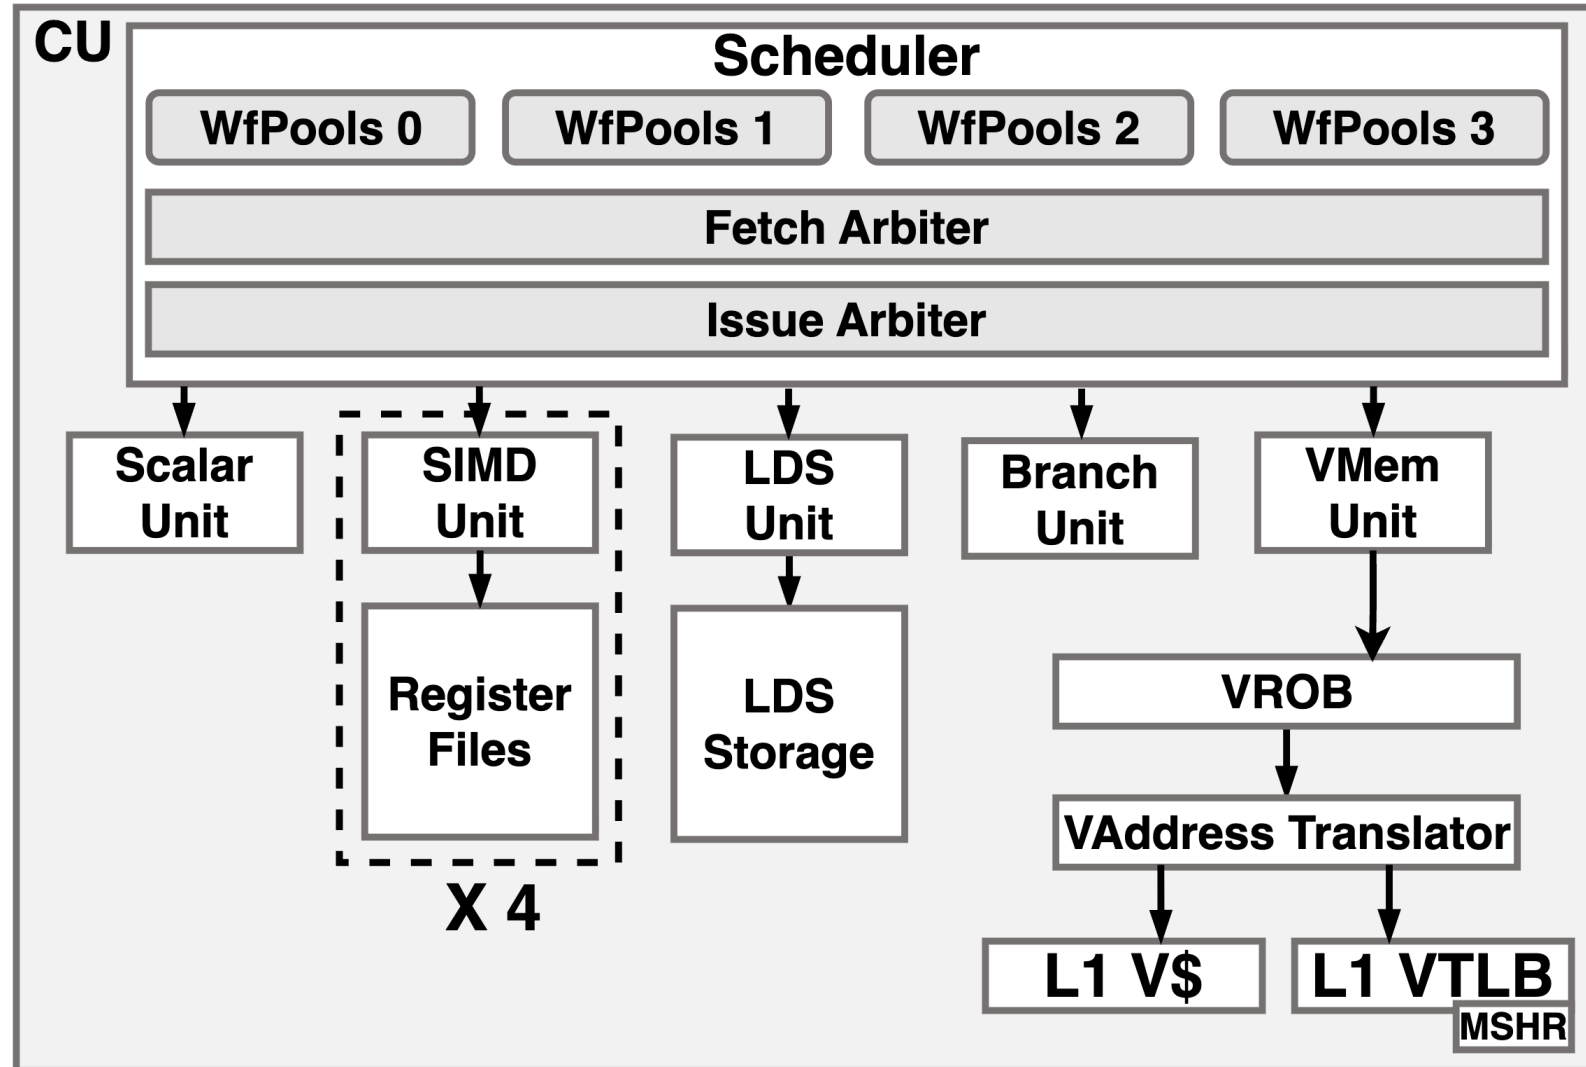 CU
Scheduler
WfPools 0
WfPools 1
WfPools 2
WfPools 3
Fetch Arbiter
Issue Arbiter
Scalar
Unit
SIMD
Unit
LDS
Unit
Branch
Unit
VMem
Unit
Register
Files
LDS
Storage
VROB
VAddress Translator
X 4
L1 V$
L1 VTLB
MSHR